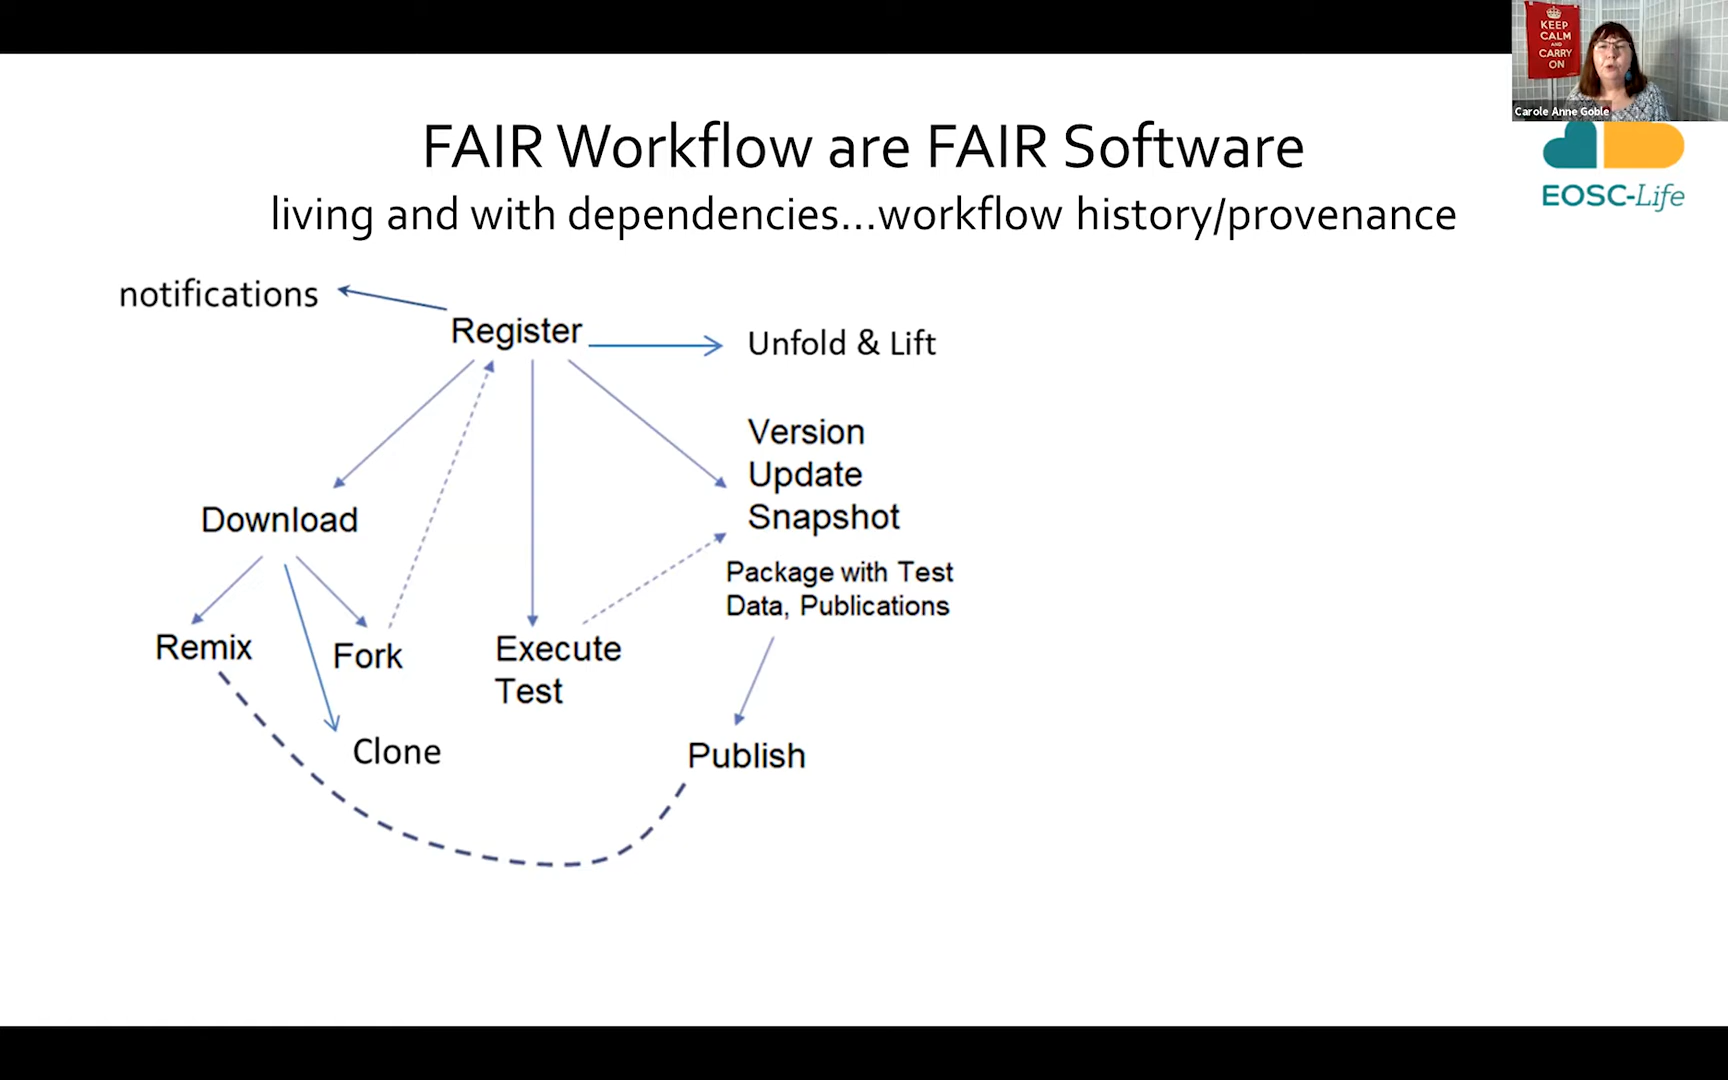 KEEP
CALM
AND
CARRY
ON
Carole Anne Goble
EOSC-Life
FAIR Workflow are FAIR Software
living and with dependencies...workflow history/provenance
notifications
Register
Unfold & Lift
Version
Update
Snapshot
Download
Package with Test
Data, Publications
Remix
Fork
Execute
Test
Clone
Publish